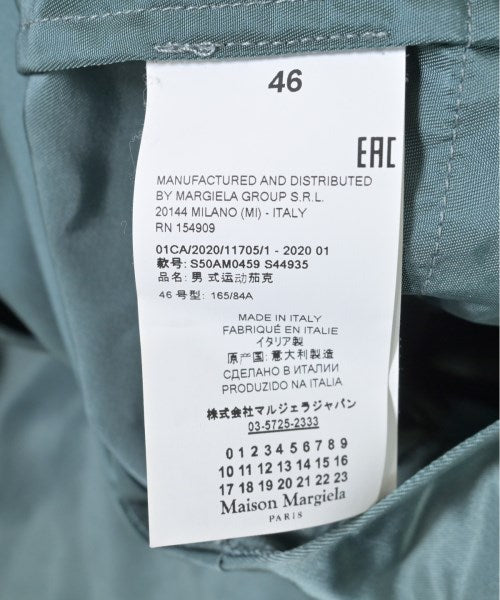 46
EAC
MANUFACTURED AND DISTRIBUTED
BY MARGIELA GROUP S.R.L.
20144 MILANO (MI) - ITALY
RN 154909
01CA/2020/11705/1 - 2020 01
款号: S50AM0459 S44935
品名: 男 式 运动 茄克
46 号 型: 165/84A
MADE IN ITALY
FABRIQUÉ EN ITALIE
イタリア製
原产国: 意大利製造
СДЕЛАНО В ИТАЛИИ
PRODUZIDO NA ITALIA
株式会社マルジェラジャパン
03-5725-2333
0 1 2 3 4 5 6 7 8 9
10 11 12 13 14 15 16
17 18 19 20 21 22 23
Maison Margiela
PARIS